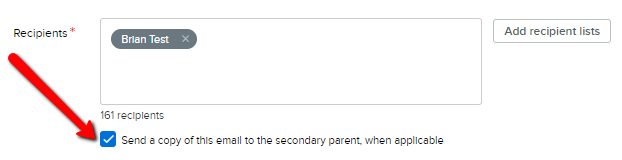 Recipients *
Brian Test ×
Add recipient lists
161 recipients
Send a copy of this email to the secondary parent, when applicable